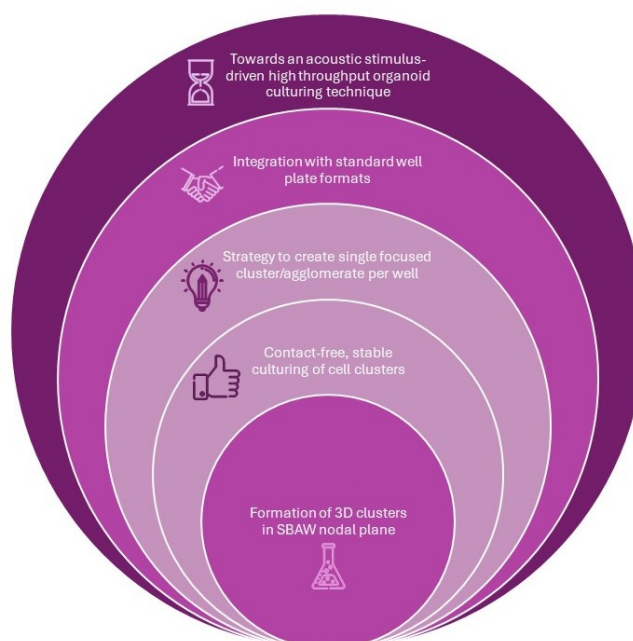 Towards an acoustic stimulus-
driven high throughput organoid
culturing technique
Integration with standard well
plate formats
Strategy to create single focused
cluster/agglomerate per well
Contact-free, stable
culturing of cell clusters
Formation of 3D clusters
in SBAW nodal plane